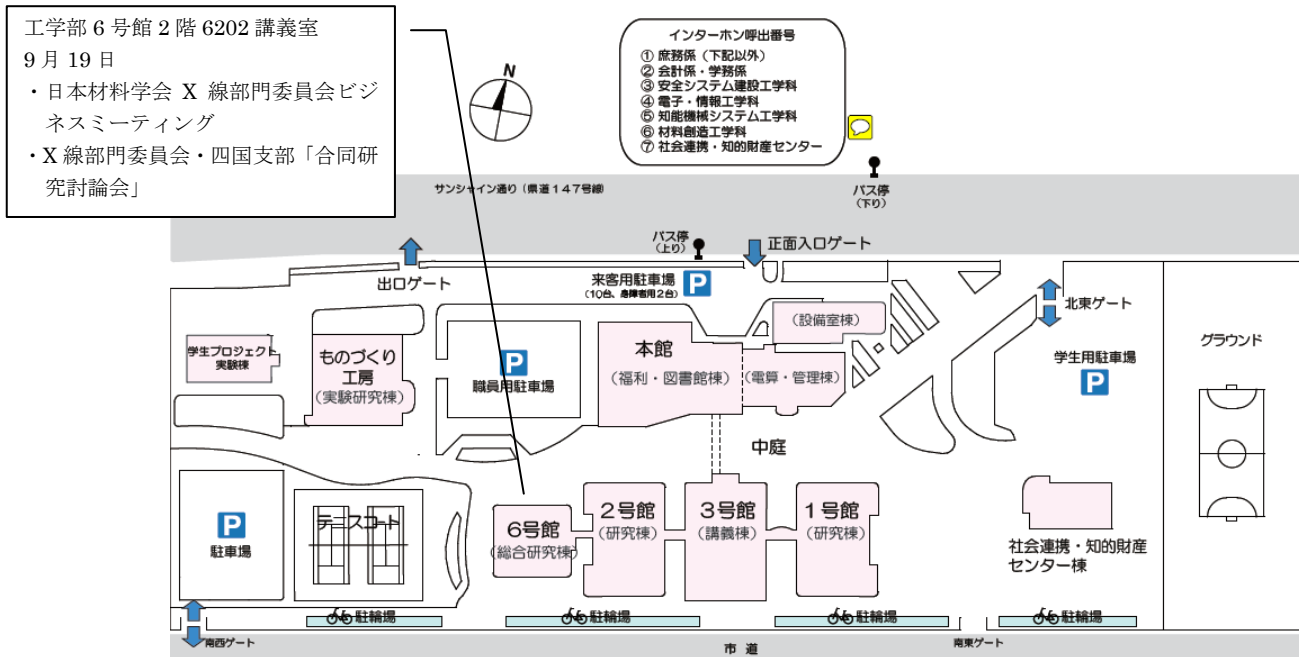 工学部 6 号館 2 階 6202 講義室
9 月 19 日
・日本材料学会 X 線部門委員会ビジ
ネスミーティング
・X 線部門委員会・四国支部「合同研
究討論会」
N
インターホン呼出番号
① 庶務係（下記以外）
② 会計係・学務係
③ 安全システム建設工学科
④ 電子・情報工学科
⑤ 知能機械システム工学科
⑥ 材料創造工学科
⑦ 社会連携・知的財産センター
サンシャイン通り（県道１４７号線）
バス停
（下り）
バス停
（上り）
正面入口ゲート
出口ゲート
来客用駐車場
（10台、身障者用2台）
P
北東ゲート
（設備室棟）
グラウンド
学生プロジェクト
実験棟
ものづくり
工房
（実験研究棟）
P
職員用駐車場
本館
（福利・図書館棟）
（電算・管理棟）
学生用駐車場
P
中庭
P
駐車場
テニスコート
6号館
（総合研究棟）
２号館
（研究棟）
３号館
（講義棟）
１号館
（研究棟）
社会連携・知的財産
センター棟
駐輪場
駐輪場
駐輪場
駐輪場
南西ゲート
市 道
南東ゲート